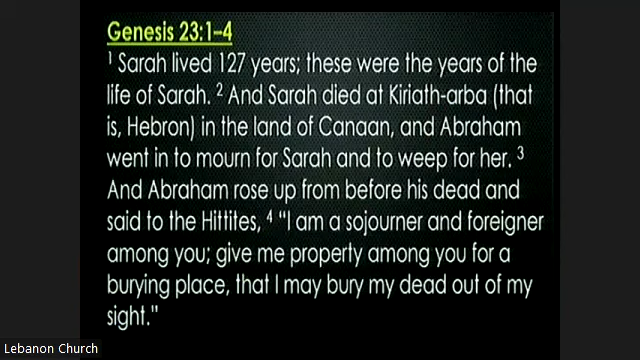 Genesis 23:1–4
¹ Sarah lived 127 years; these were the years of the
life of Sarah. ² And Sarah died at Kiriath-arba (that
is, Hebron) in the land of Canaan, and Abraham
went in to mourn for Sarah and to weep for her. ³
And Abraham rose up from before his dead and
said to the Hittites, ⁴ “I am a sojourner and foreigner
among you; give me property among you for a
burying place, that I may bury my dead out of my
sight."
Lebanon Church